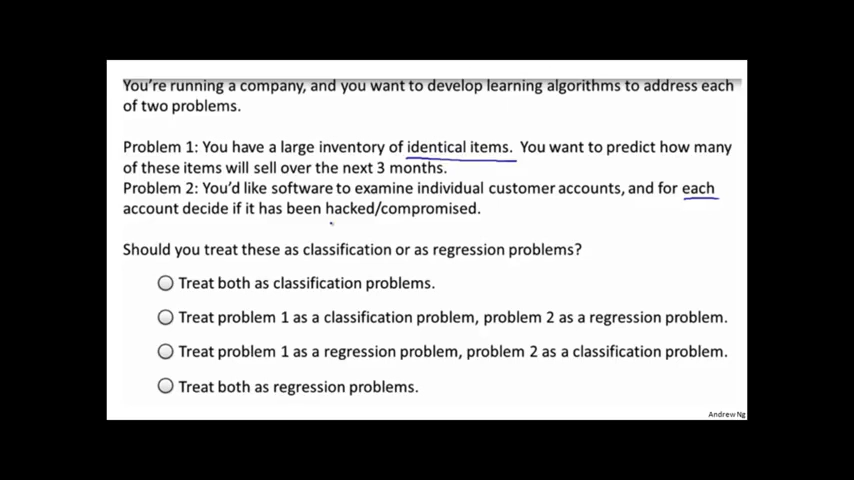 You're running a company, and you want to develop learning algorithms to address each
of two problems.
Problem 1: You have a large inventory of identical items. You want to predict how many
of these items will sell over the next 3 months.
Problem 2: You'd like software to examine individual customer accounts, and for each
account decide if it has been hacked/compromised.
Should you treat these as classification or as regression problems?
Treat both as classification problems.
Treat problem 1 as a classification problem, problem 2 as a regression problem.
Treat problem 1 as a regression problem, problem 2 as a classification problem.
Treat both as regression problems.
Andrew Ng